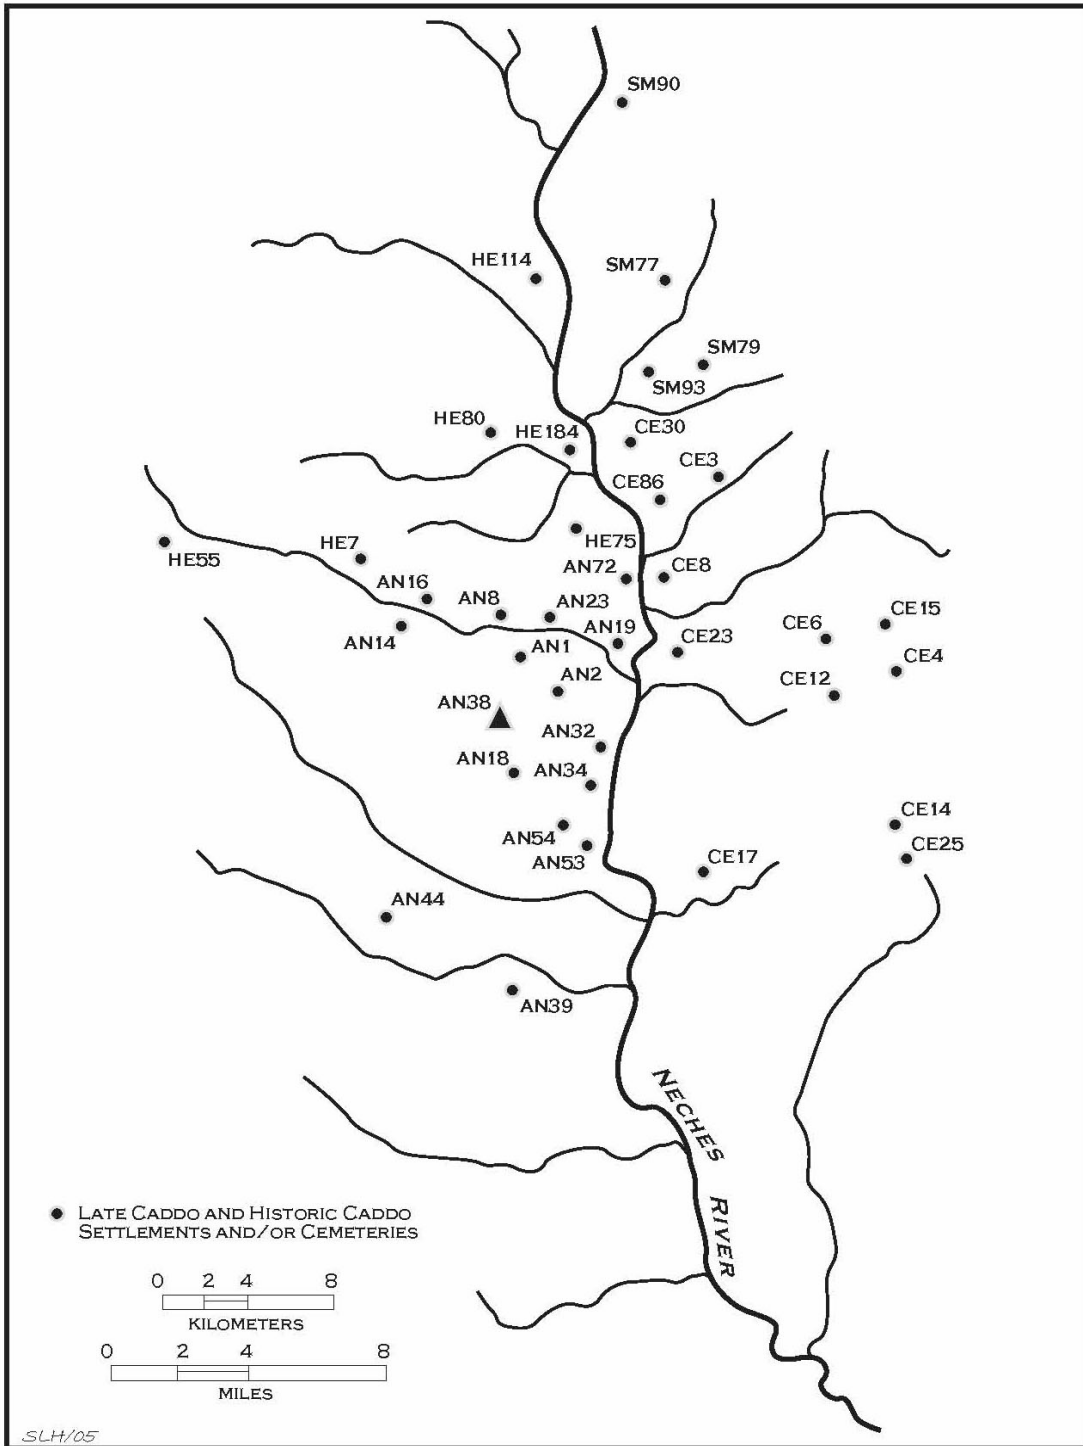 SM90
HE114
SM77
SM79
SM93
HE80
HE184
CE30
CE3
CE86
HE55
HE7
HE75
AN72
CE8
AN16
AN8
AN23
AN14
AN19
CE6
CE15
AN1
CE23
CE4
AN2
CE12
AN38
AN32
AN18
AN34
CE14
AN54
AN53
CE17
CE25
AN44
AN39
NECHES RIVER
LATE CADDO AND HISTORIC CADDO
SETTLEMENTS AND/OR CEMETERIES
0 2 4 8
KILOMETERS
0 2 4 8
MILES
SLH/05